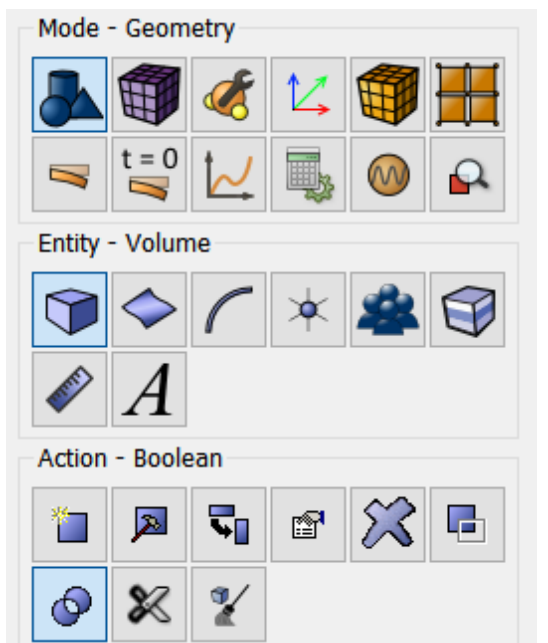 Mode - Geometry
t = 0
Entity - Volume
A
Action - Boolean